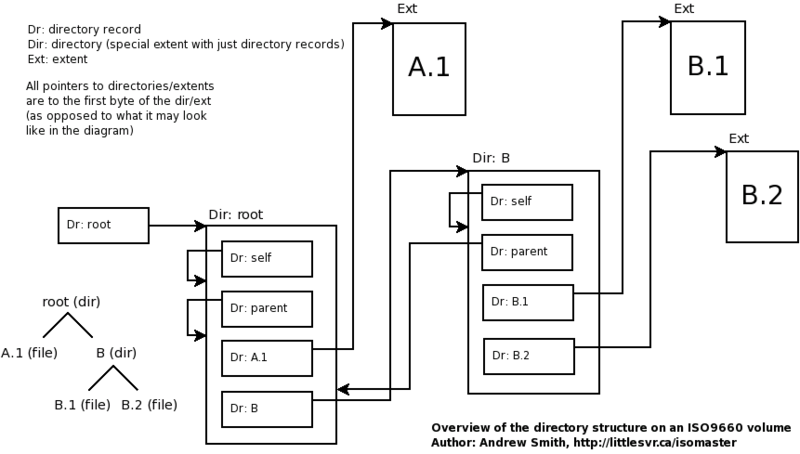 Dr: directory record
Dir: directory (special extent with just directory records)
Ext: extent
All pointers to directories/extents
are to the first byte of the dir/ext
(as opposed to what it may look
like in the diagram)
Ext
A.1
Ext
B.1
Ext
B.2
Dr: root
Dir: root
Dr: self
Dr: parent
Dr: A.1
Dr: B
Dir: B
Dr: self
Dr: parent
Dr: B.1
Dr: B.2
root (dir)
A.1 (file)
B (dir)
B.1 (file)
B.2 (file)
Overview of the directory structure on an ISO9660 volume
Author: Andrew Smith, http://littlesvr.ca/isomaster